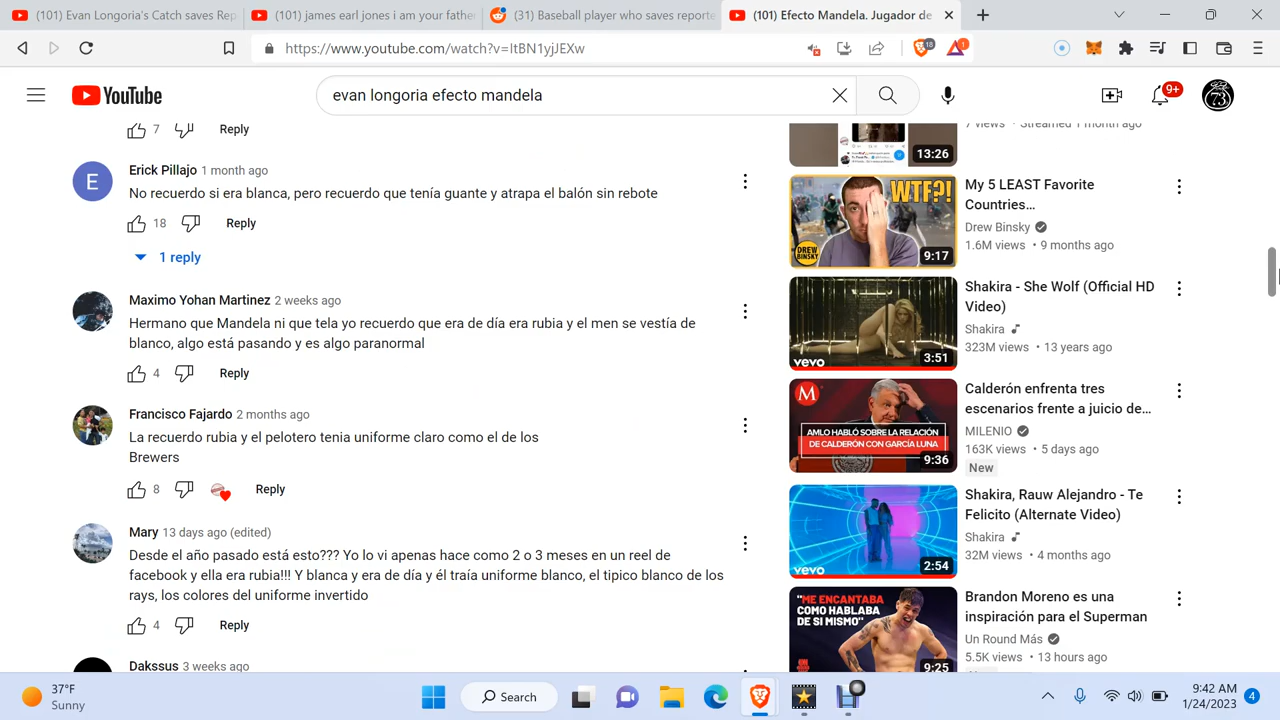 (101) Evan Longoria's Catch saves Rep
(101) james earl jones i am your fathe
(31) Baseball player who saves reporte
(101) Efecto Mandela. Jugador de
https://www.youtube.com/watch?v=ItBN1yjJEXw
18
1
YouTube
evan longoria efecto mandela
9+
73
7 Reply
Erick Pillajo 1 month ago
No recuerdo ropa blanca, pero recuerdo que tenía guante y atrapa el balón sin rebote
18 Reply
1 reply
Maximo Yohan Martinez 2 weeks ago
Hermano que Mandela ni que tela yo recuerdo que era de día era rubia y el men se vestía de
blanco, algo está pasando y es algo paranormal
4 Reply
Francisco Fajardo 2 months ago
Yo recuerdo rubia y el pelotero tenia uniforme claro como el de los
Brewers
8 Reply
Mary 13 days ago (edited)
Desde el año pasado está esto??? Yo lo vi apenas hace como 2 o 3 meses en un reel de
facebook y ella era rubia!!! Y blanca y era de día y él traía uniforme blanco, el tipico blanco de los
rays, los colores del uniforme invertido
Reply
Dakssus 3 weeks ago
7 views • Streamed 1 month ago
13:26
WTF?!
DREW
BINSKY
9:17
My 5 LEAST Favorite
Countries…
Drew Binsky
1.6M views • 9 months ago
vevo
3:51
Shakira - She Wolf (Official HD
Video)
Shakira
323M views • 13 years ago
M
AMLO HABLÓ SOBRE LA RELACIÓN
DE CALDERÓN CON GARCÍA LUNA
9:36
Calderón enfrenta tres
escenarios frente a juicio de…
MILENIO
163K views • 5 days ago
New
vevo
2:54
Shakira, Rauw Alejandro - Te
Felicito (Alternate Video)
Shakira
32M views • 4 months ago
"ME ENCANTABA
COMO HABLABA
DE SI MISMO"
9:25
Brandon Moreno es una
inspiración para el Superman
Un Round Más
5.5K views • 13 hours ago
37°F
Sunny
Search
:42 AM
1/24/2023
4